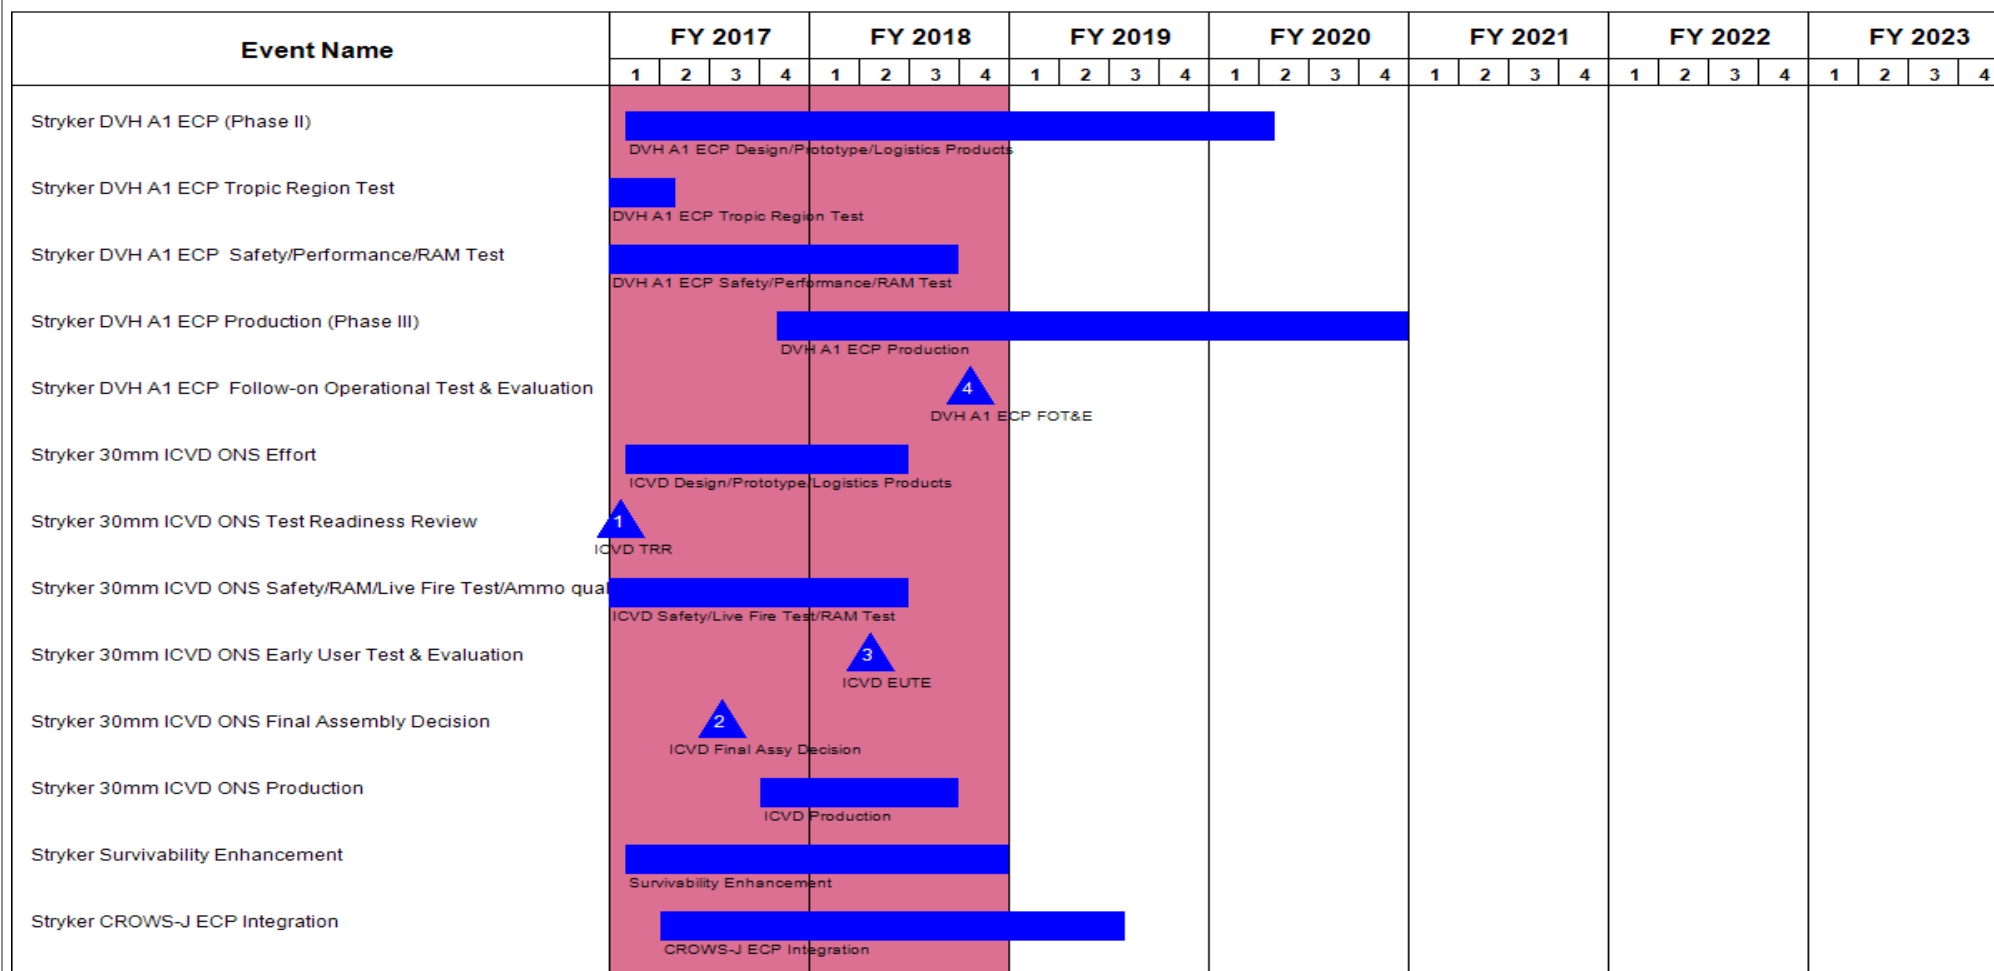 Event Name FY 2017 FY 2018 FY 2019 FY 2020 FY 2021 FY 2022 FY 2023
1 2 3 4 1 2 3 4 1 2 3 4 1 2 3 4 1 2 3 4 1 2 3 4 1 2 3 4
Stryker DVH A1 ECP (Phase II)
DVH A1 ECP Design/Prototype/Logistics Products
Stryker DVH A1 ECP Tropic Region Test
DVH A1 ECP Tropic Region Test
Stryker DVH A1 ECP Safety/Performance/RAM Test
DVH A1 ECP Safety/Performance/RAM Test
Stryker DVH A1 ECP Production (Phase III)
DVH A1 ECP Production
Stryker DVH A1 ECP Follow-on Operational Test & Evaluation
4
DVH A1 ECP FOT&E
Stryker 30mm ICVD ONS Effort
ICVD Design/Prototype/Logistics Products
Stryker 30mm ICVD ONS Test Readiness Review
1
ICVD TRR
Stryker 30mm ICVD ONS Safety/RAM/Live Fire Test/Ammo qual
ICVD Safety/Live Fire Test/RAM Test
Stryker 30mm ICVD ONS Early User Test & Evaluation
3
ICVD EUTE
Stryker 30mm ICVD ONS Final Assembly Decision
2
ICVD Final Assy Decision
Stryker 30mm ICVD ONS Production
ICVD Production
Stryker Survivability Enhancement
Survivability Enhancement
Stryker CROWS-J ECP Integration
CROWS-J ECP Integration